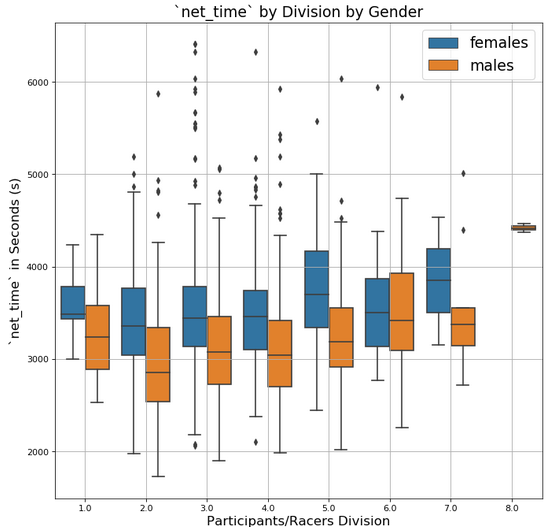 `net_time` by Division by Gender
females
males
6000
5000
4000
3000
2000
`net_time` in Seconds (s)
1.0 2.0 3.0 4.0 5.0 6.0 7.0 8.0
Participants/Racers Division